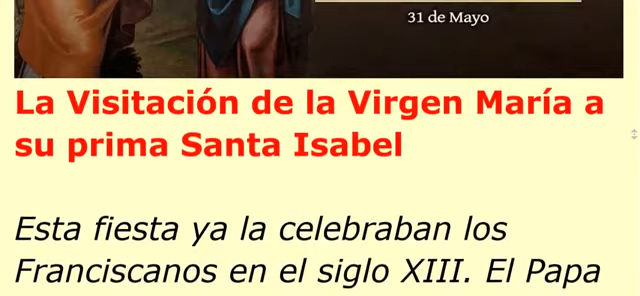 31 de Mayo
La Visitación de la Virgen María a
su prima Santa Isabel
Esta fiesta ya la celebraban los
Franciscanos en el siglo XIII. El Papa